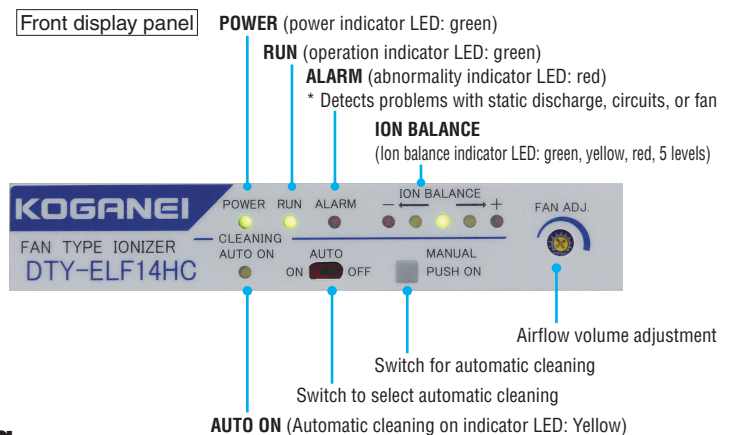 Front display panel
POWER (power indicator LED: green)
RUN (operation indicator LED: green)
ALARM (abnormality indicator LED: red)
* Detects problems with static discharge, circuits, or fan
ION BALANCE
(Ion balance indicator LED: green, yellow, red, 5 levels)
KOGANEI
POWER RUN ALARM
ION BALANCE
− +
FAN ADJ.
FAN TYPE IONIZER
DTY-ELF14HC
CLEANING
AUTO ON
AUTO
ON OFF
MANUAL
PUSH ON
Airflow volume adjustment
Switch for automatic cleaning
Switch to select automatic cleaning
AUTO ON (Automatic cleaning on indicator LED: Yellow)